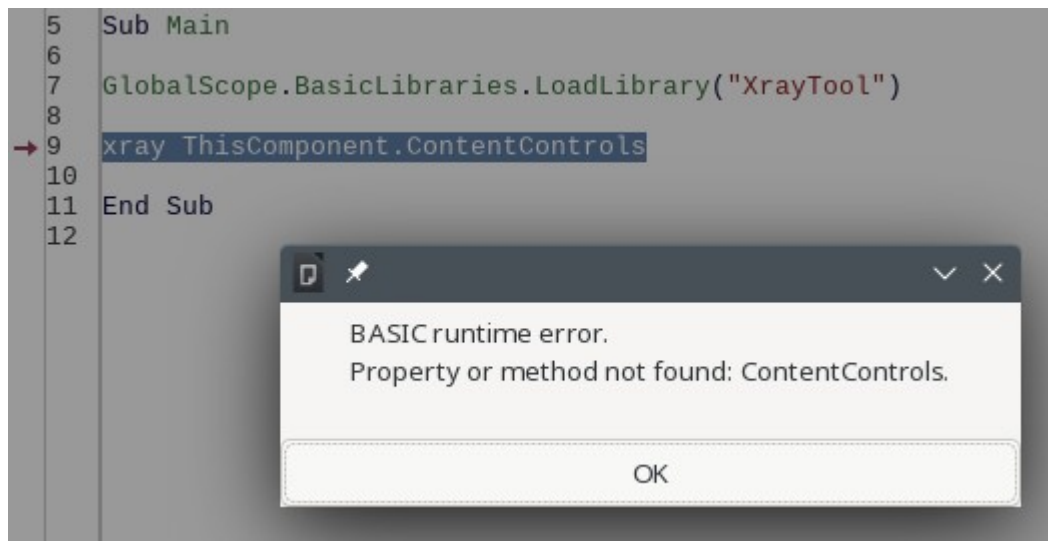 5 Sub Main
6
7 GlobalScope.BasicLibraries.LoadLibrary("XrayTool")
8
9 xray ThisComponent.ContentControls
10
11 End Sub
12
BASIC runtime error.
Property or method not found: ContentControls.
OK